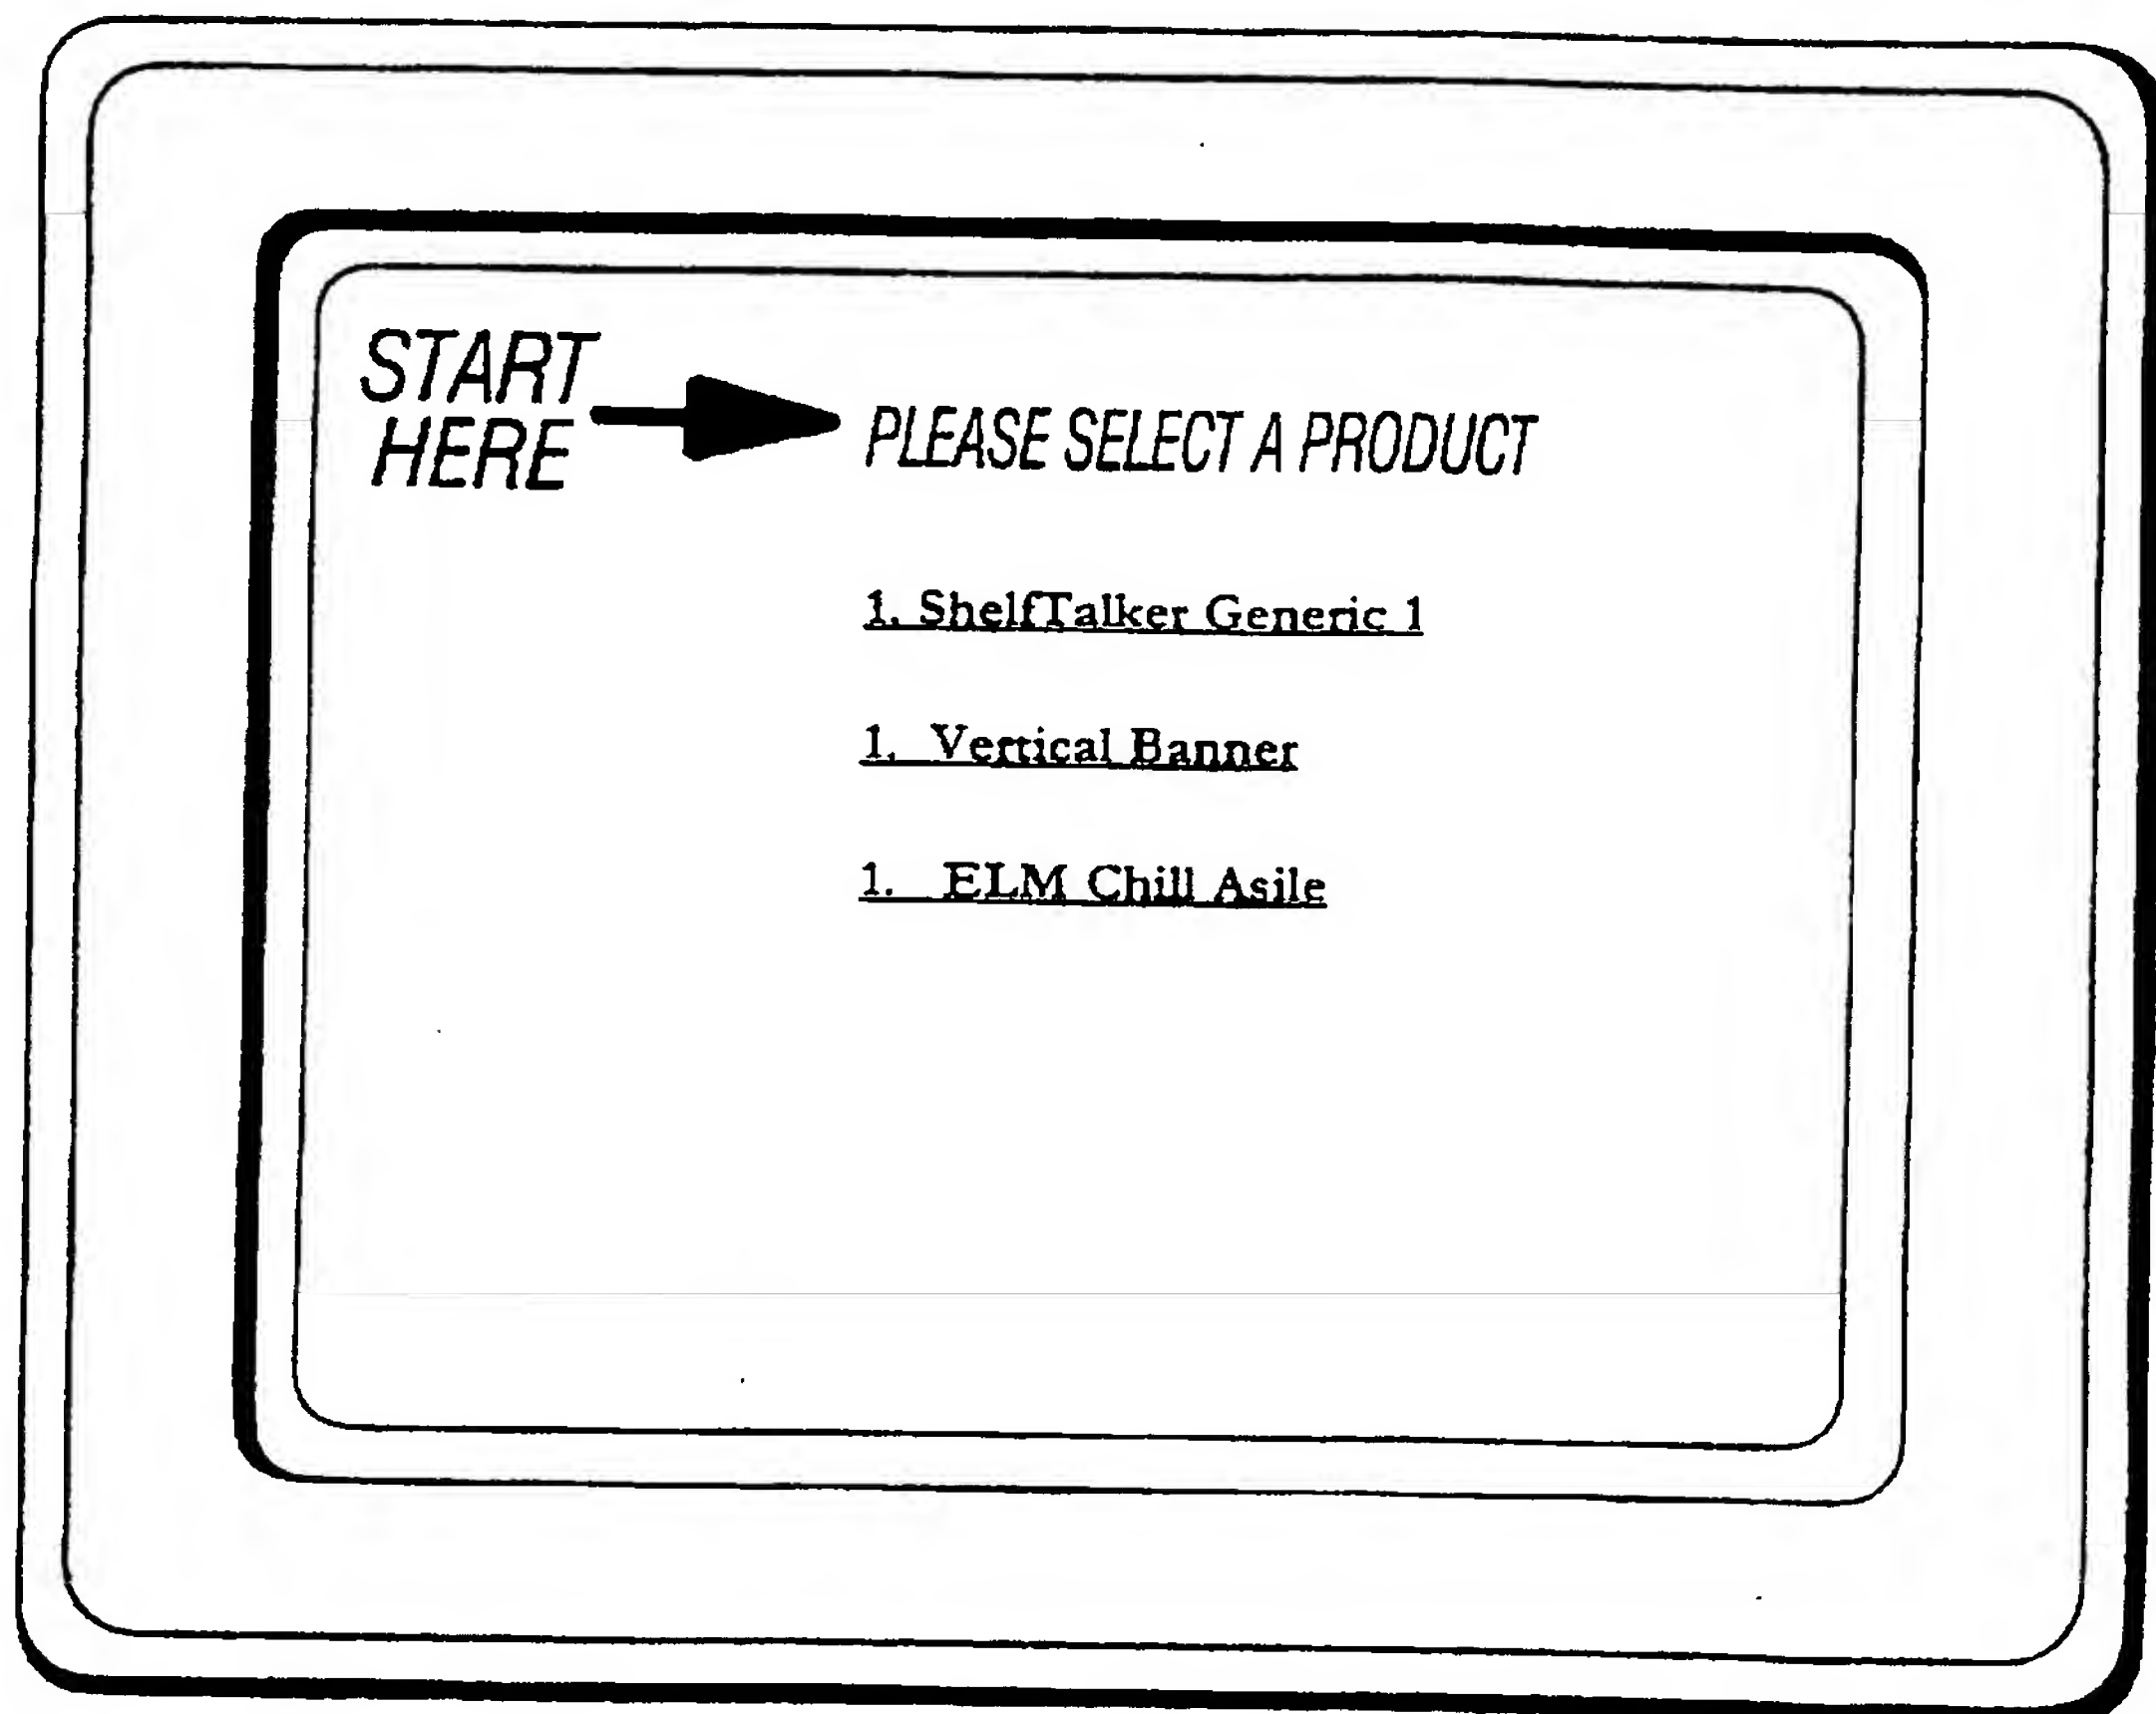 START
HERE
PLEASE SELECT A PRODUCT
1. ShelfTalker Generic 1
1. Vertical Banner
1. ELM Chill Asile